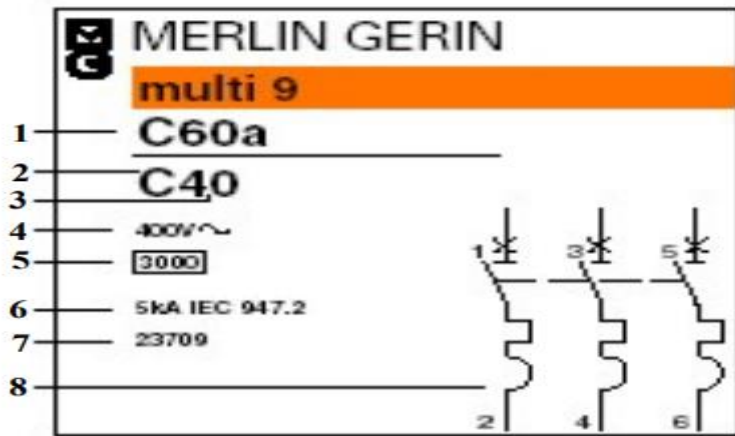 MERLIN GERIN
multi 9
1 C60a
2 C40
3
4 400V~
5 3000
6 5kA IEC 947.2
7 23709
8
1 3 5
2 4 6